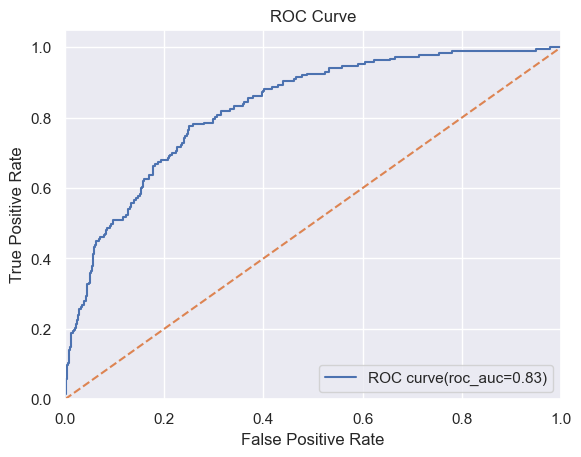 ROC Curve
True Positive Rate
1.0
0.8
0.6
0.4
0.2
0.0
0.0 0.2 0.4 0.6 0.8 1.0
False Positive Rate
ROC curve(roc_auc=0.83)